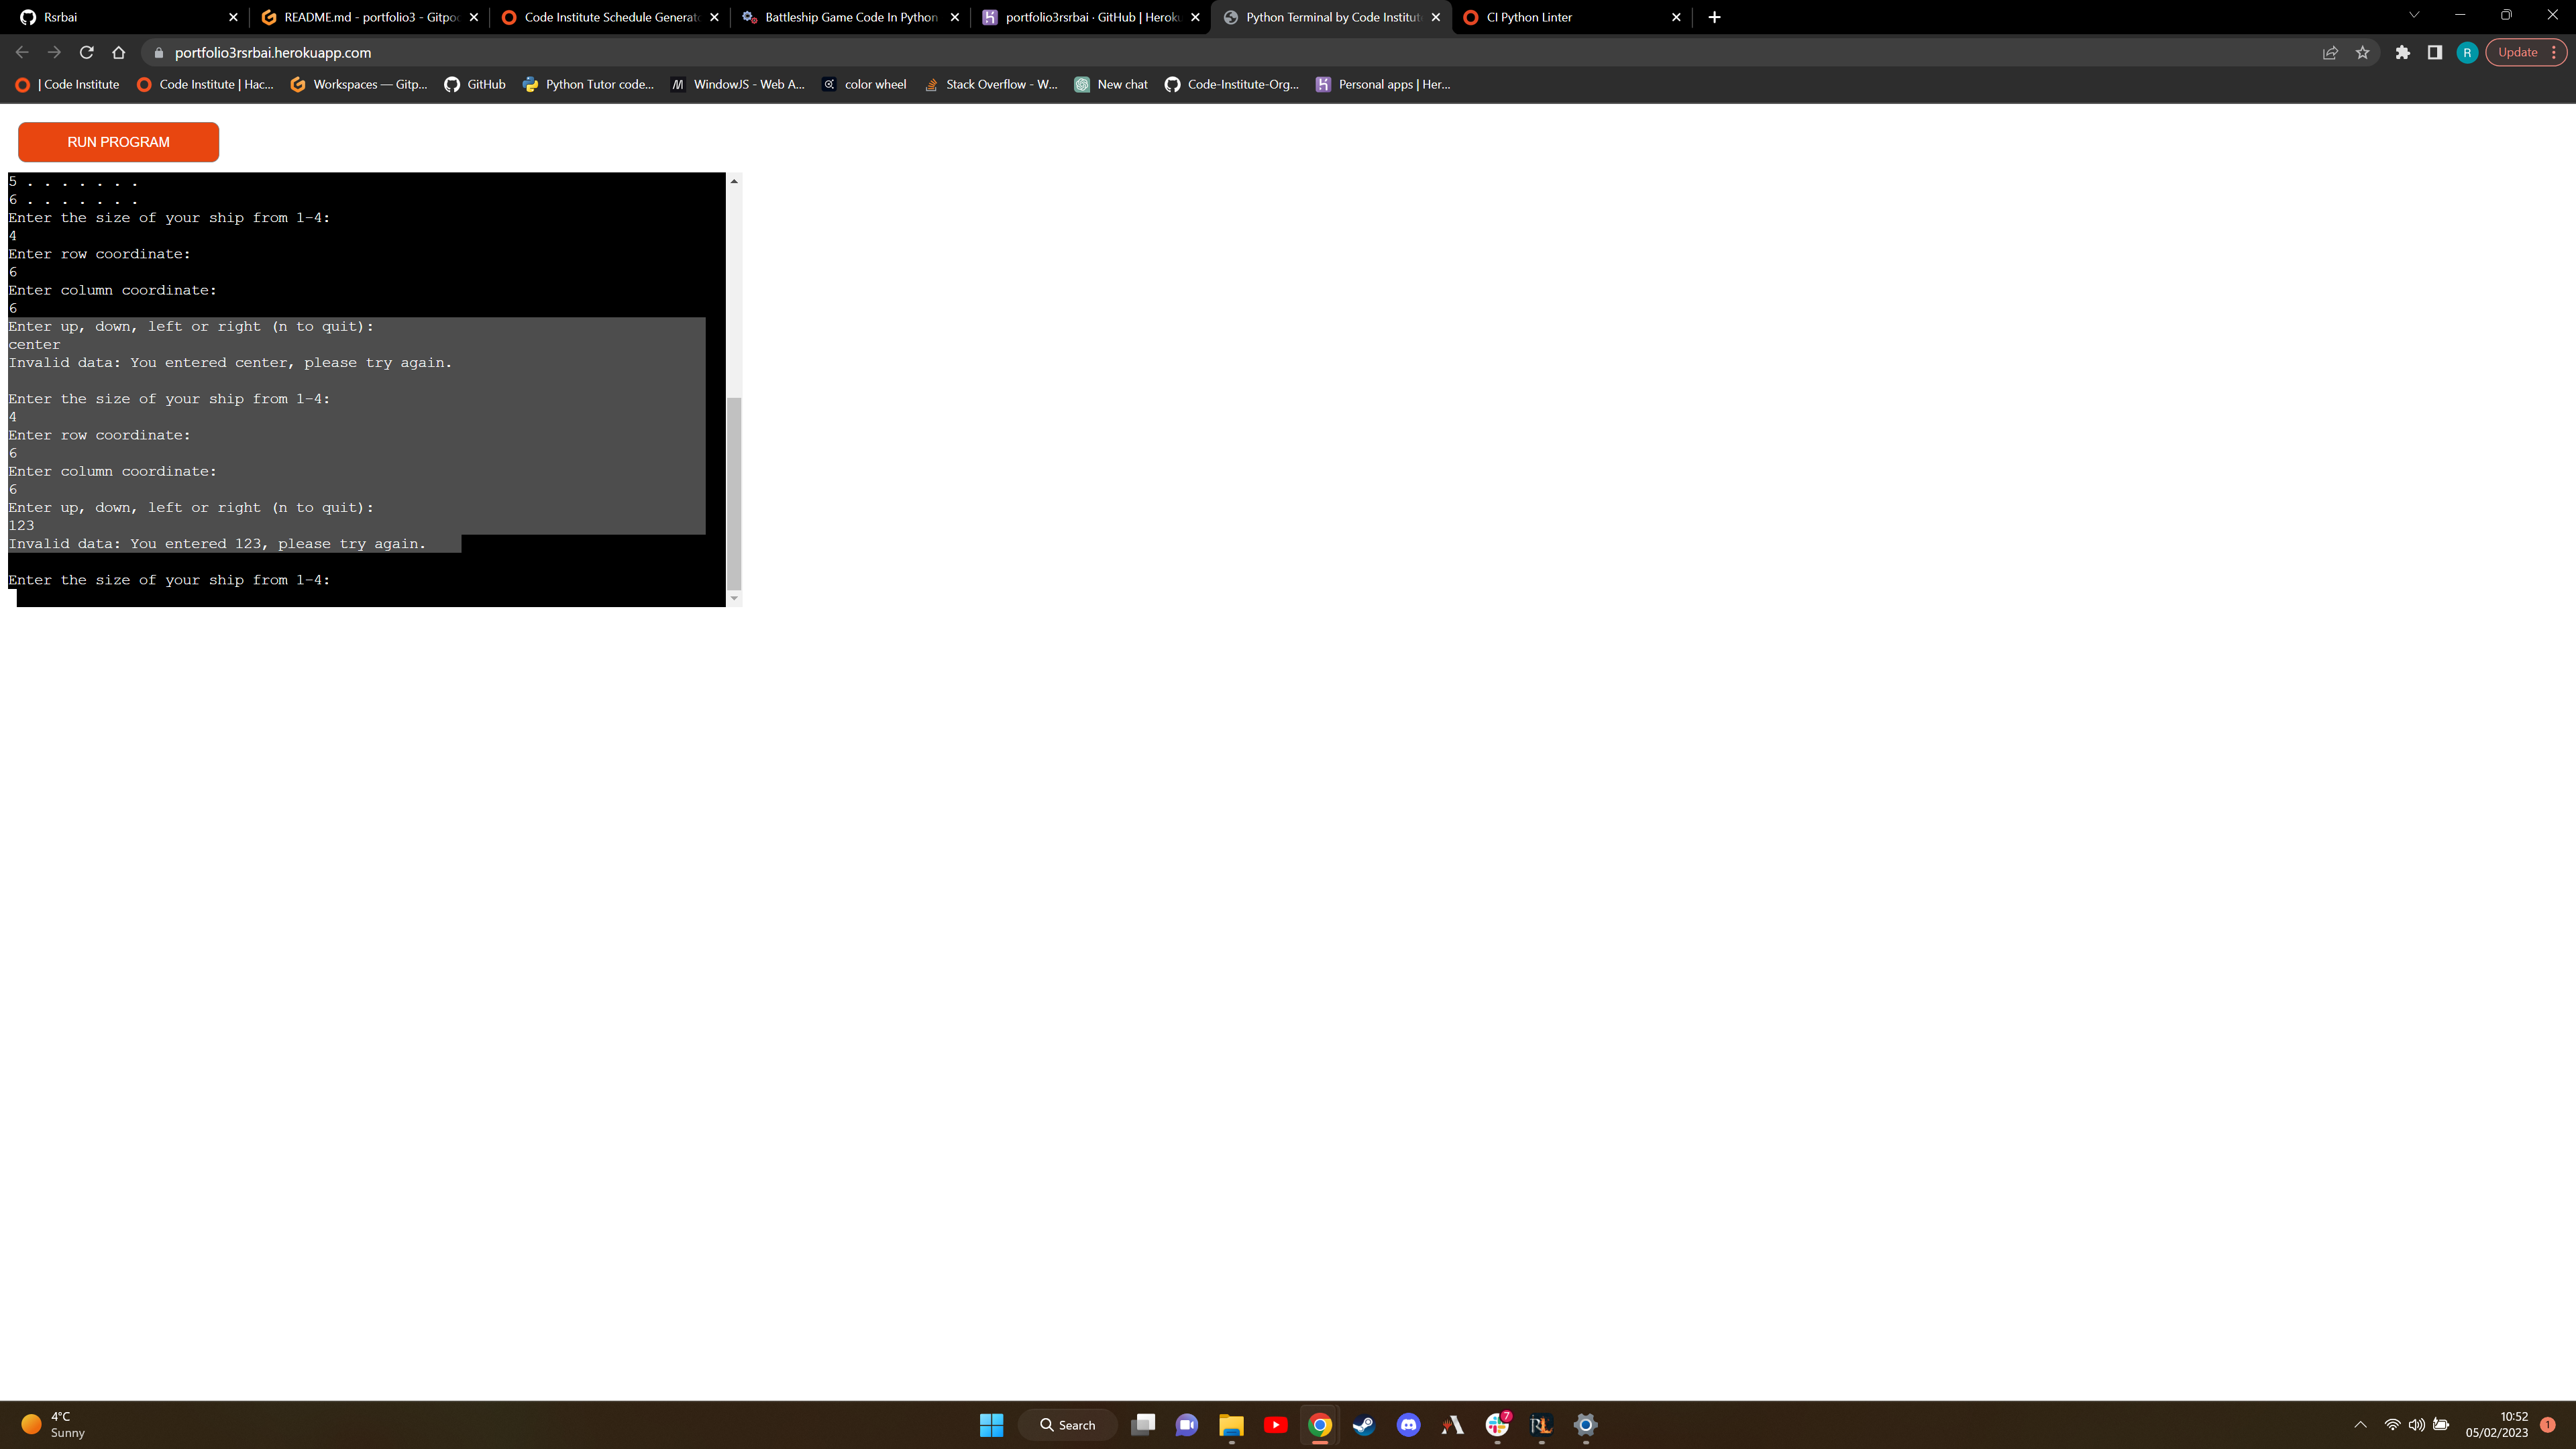 Rsrbai
README.md - portfolio3 - Gitpo
Code Institute Schedule Generato
Battleship Game Code In Python
portfolio3rsrbai · GitHub | Heroku
Python Terminal by Code Institute
CI Python Linter
portfolio3rsrbai.herokuapp.com
R
Update
| Code Institute
Code Institute | Hac...
Workspaces — Gitp...
GitHub
Python Tutor code...
WindowJS - Web A...
color wheel
Stack Overflow - W...
New chat
Code-Institute-Org...
Personal apps | Her...
RUN PROGRAM
5 . . . . . . .
6 . . . . . . .
Enter the size of your ship from 1-4:
4
Enter row coordinate:
6
Enter column coordinate:
6
Enter up, down, left or right (n to quit):
center
Invalid data: You entered center, please try again.
Enter the size of your ship from 1-4:
4
Enter row coordinate:
6
Enter column coordinate:
6
Enter up, down, left or right (n to quit):
123
Invalid data: You entered 123, please try again.
Enter the size of your ship from 1-4:
4°C
Sunny
Search
7
10:52
05/02/2023
1